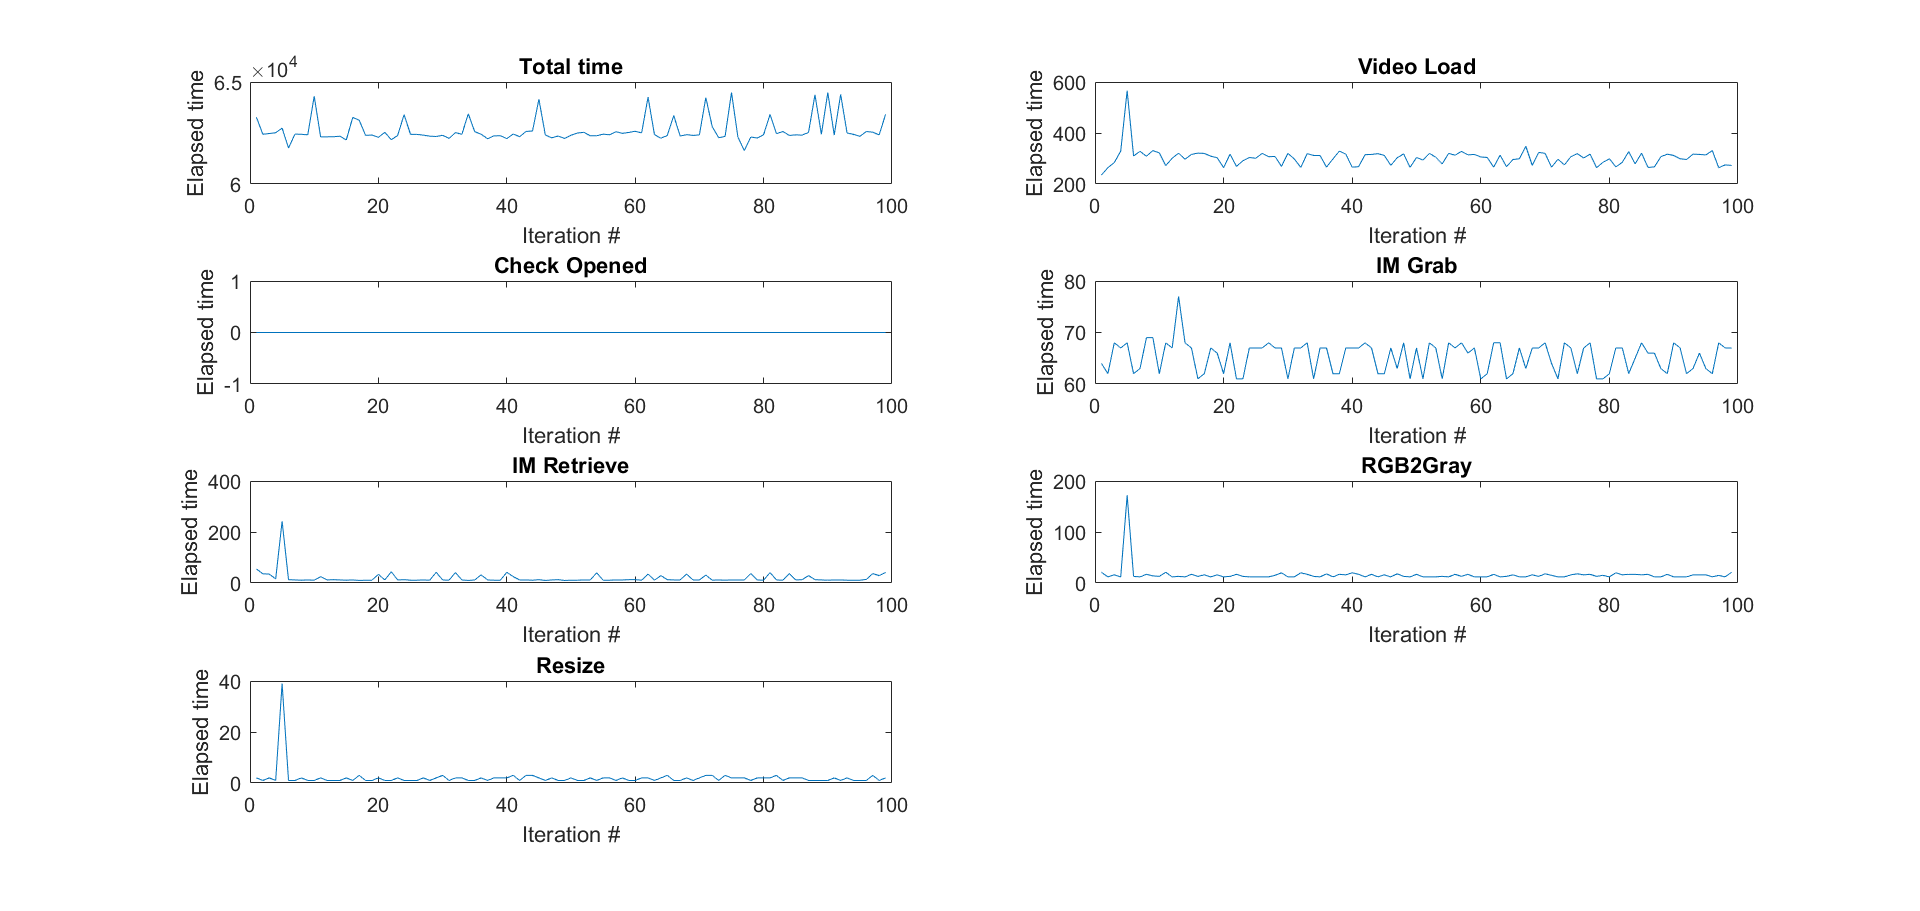 Total time
×10^4
6.5
6
Elapsed time
0 20 40 60 80 100
Iteration #
Video Load
600
400
200
Elapsed time
0 20 40 60 80 100
Iteration #
Check Opened
1
0
-1
Elapsed time
0 20 40 60 80 100
Iteration #
IM Grab
80
70
60
Elapsed time
0 20 40 60 80 100
Iteration #
IM Retrieve
400
200
0
Elapsed time
0 20 40 60 80 100
Iteration #
RGB2Gray
200
100
0
Elapsed time
0 20 40 60 80 100
Iteration #
Resize
40
20
0
Elapsed time
0 20 40 60 80 100
Iteration #